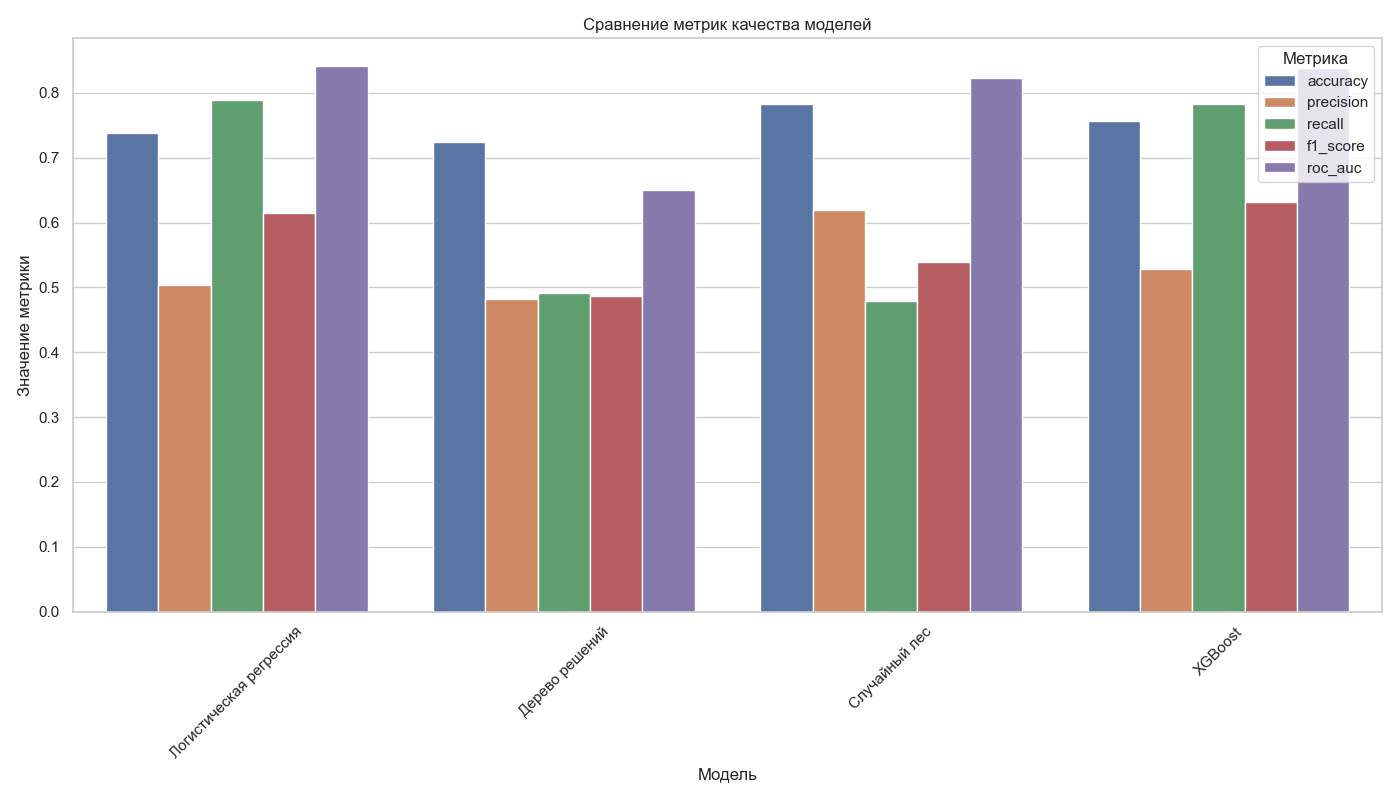 Сравнение метрик качества моделей
Метрика
accuracy
precision
recall
f1_score
roc_auc
Значение метрики
0.8
0.7
0.6
0.5
0.4
0.3
0.2
0.1
0.0
Логистическая регрессия
Дерево решений
Случайный лес
XGBoost
Модель